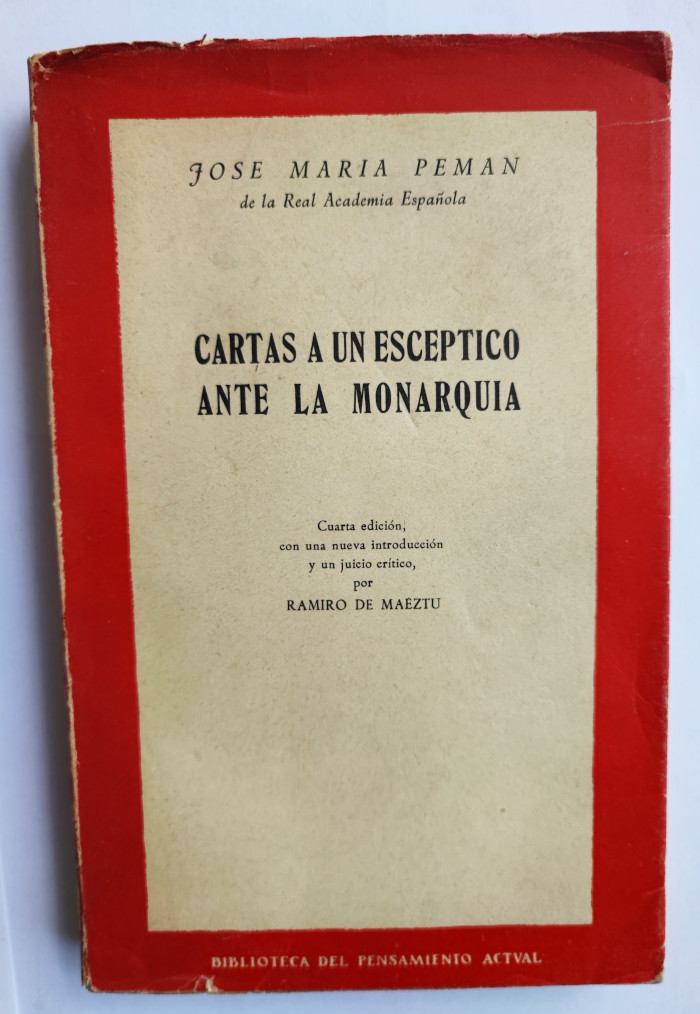 JOSE MARIA PEMAN
de la Real Academia Española
CARTAS A UN ESCEPTICO
ANTE LA MONARQUIA
Cuarta edición,
con una nueva introducción
y un juicio crítico,
por
RAMIRO DE MAEZTU
BIBLIOTECA DEL PENSAMIENTO ACTVAL